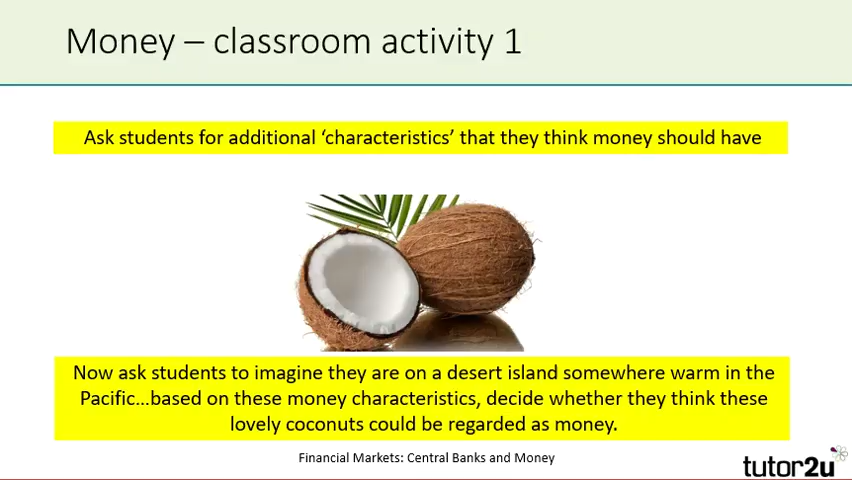 Money – classroom activity 1
Ask students for additional ‘characteristics’ that they think money should have
Now ask students to imagine they are on a desert island somewhere warm in the
Pacific…based on these money characteristics, decide whether they think these
lovely coconuts could be regarded as money.
Financial Markets: Central Banks and Money
tutor2u